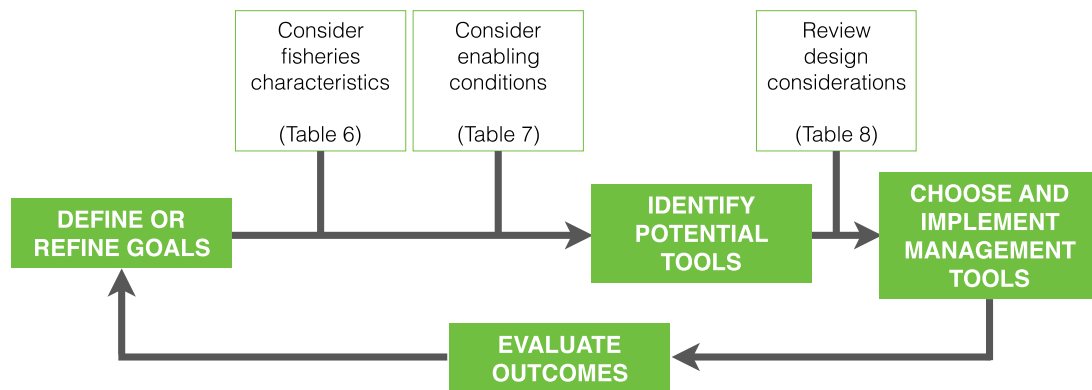 Consider
fisheries
characteristics
(Table 6)
Consider
enabling
conditions
(Table 7)
Review
design
considerations
(Table 8)
DEFINE OR
REFINE GOALS
IDENTIFY
POTENTIAL
TOOLS
CHOOSE AND
IMPLEMENT
MANAGEMENT
TOOLS
EVALUATE
OUTCOMES